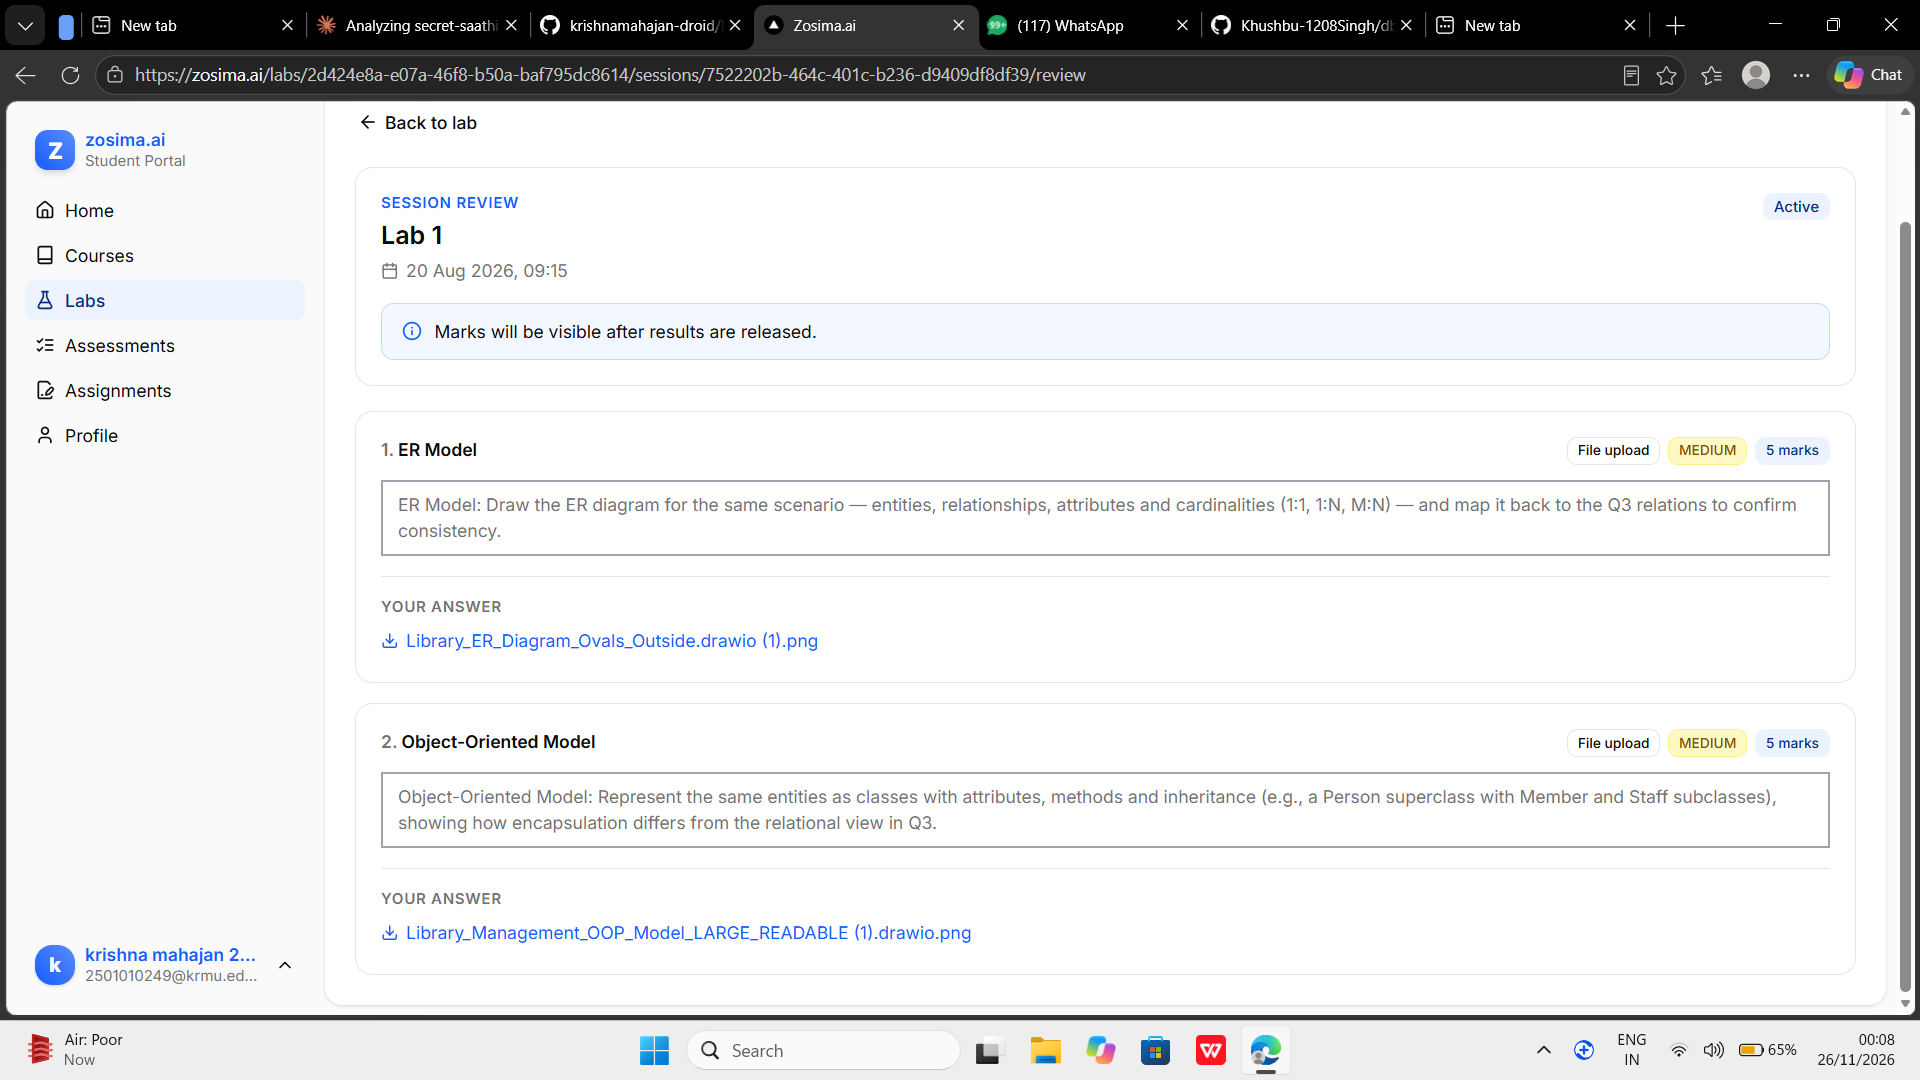 New tab
Analyzing secret-saathi
krishnamahajan-droid/
Zosima.ai
(117) WhatsApp
Khushbu-1208Singh/db
New tab
https://zosima.ai/labs/2d424e8a-e07a-46f8-b50a-baf795dc8614/sessions/7522202b-464c-401c-b236-d9409df8df39/review
Chat
Z
zosima.ai
Student Portal
Home
Courses
Labs
Assessments
Assignments
Profile
k
krishna mahajan 2...
2501010249@krmu.ed...
Back to lab
SESSION REVIEW
Active
Lab 1
20 Aug 2026, 09:15
Marks will be visible after results are released.
1. ER Model
File upload
MEDIUM
5 marks
ER Model: Draw the ER diagram for the same scenario — entities, relationships, attributes and cardinalities (1:1, 1:N, M:N) — and map it back to the Q3 relations to confirm
consistency.
YOUR ANSWER
Library_ER_Diagram_Ovals_Outside.drawio (1).png
2. Object-Oriented Model
File upload
MEDIUM
5 marks
Object-Oriented Model: Represent the same entities as classes with attributes, methods and inheritance (e.g., a Person superclass with Member and Staff subclasses),
showing how encapsulation differs from the relational view in Q3.
YOUR ANSWER
Library_Management_OOP_Model_LARGE_READABLE (1).drawio.png
Air: Poor
Now
Search
ENG
IN
65%
00:08
26/11/2026